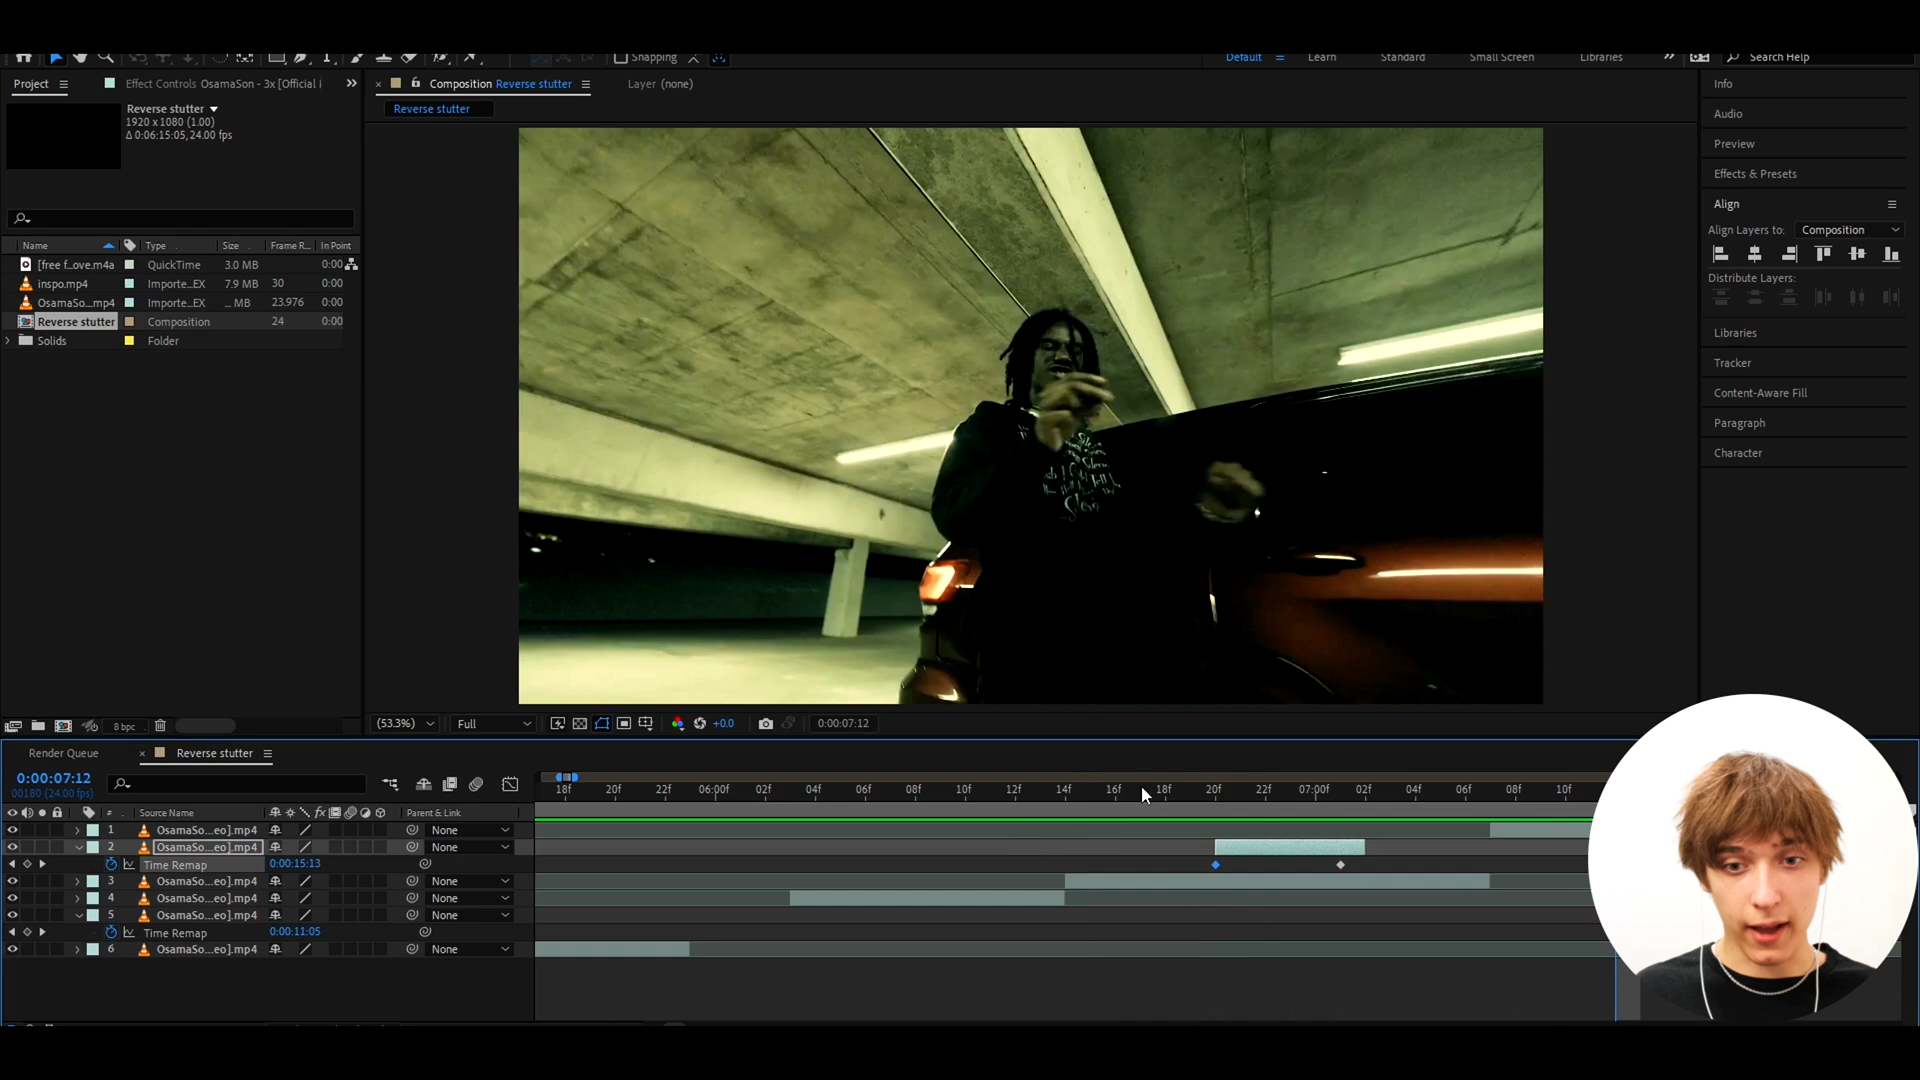 Snapping
Default
Learn
Standard
Small Screen
Libraries
Search Help
Project
Effect Controls OsamaSon - 3x [Official
Composition Reverse stutter
Layer (none)
Info
Reverse stutter
1920 x 1080 (1.00)
Δ 0:06:15:05, 24.00 fps
Reverse stutter
Audio
Preview
Effects & Presets
Align
Align Layers to: Composition
Distribute Layers:
Libraries
Tracker
Content-Aware Fill
Paragraph
Character
Name Type Size Frame R... In Point
[free f...ove.m4a QuickTime 3.0 MB 0:00
inspo.mp4 Importe...EX 7.9 MB 30 0:00
OsamaSo...mp4 Importe...EX ... MB 23.976 0:00
Reverse stutter Composition 24 0:00
Solids Folder
8 bpc
(53.3%) Full +0.0 0:00:07:12
Render Queue
Reverse stutter
0:00:07:12
00180 (24.00 fps)
18f 20f 22f 06:00f 02f 04f 06f 08f 10f 12f 14f 16f 18f 20f 22f 07:00f 02f 04f 06f 08f 10f
# Source Name fx Parent & Link
1 OsamaSo...eo].mp4 None
2 OsamaSo...eo].mp4 None
Time Remap 0:00:15:13
3 OsamaSo...eo].mp4 None
4 OsamaSo...eo].mp4 None
5 OsamaSo...eo].mp4 None
Time Remap 0:00:11:05
6 OsamaSo...eo].mp4 None